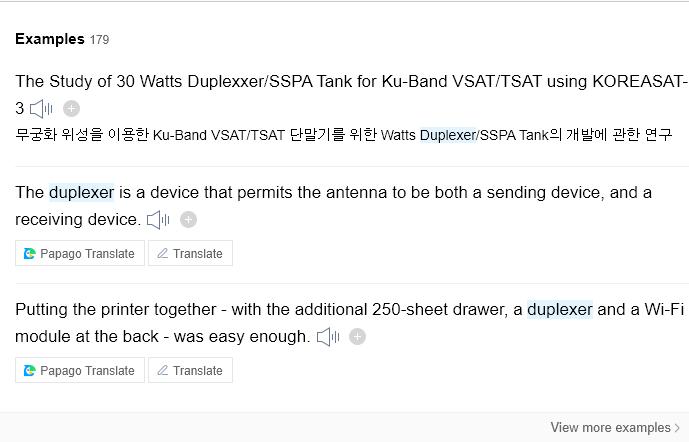 Examples 179
The Study of 30 Watts Duplexxer/SSPA Tank for Ku-Band VSAT/TSAT using KOREASAT-
3
무궁화 위성을 이용한 Ku-Band VSAT/TSAT 단말기를 위한 Watts Duplexer/SSPA Tank의 개발에 관한 연구
The duplexer is a device that permits the antenna to be both a sending device, and a
receiving device.
Papago Translate Translate
Putting the printer together - with the additional 250-sheet drawer, a duplexer and a Wi-Fi
module at the back - was easy enough.
Papago Translate Translate
View more examples